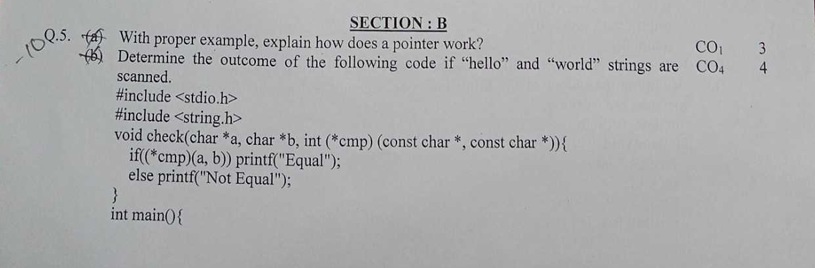 SECTION : B
-10 Q.5. (a) With proper example, explain how does a pointer work? CO1 3
(b) Determine the outcome of the following code if “hello” and “world” strings are CO4 4
scanned.
#include <stdio.h>
#include <string.h>
void check(char *a, char *b, int (*cmp) (const char *, const char *)){
if((*cmp)(a, b)) printf("Equal");
else printf("Not Equal");
}
int main(){